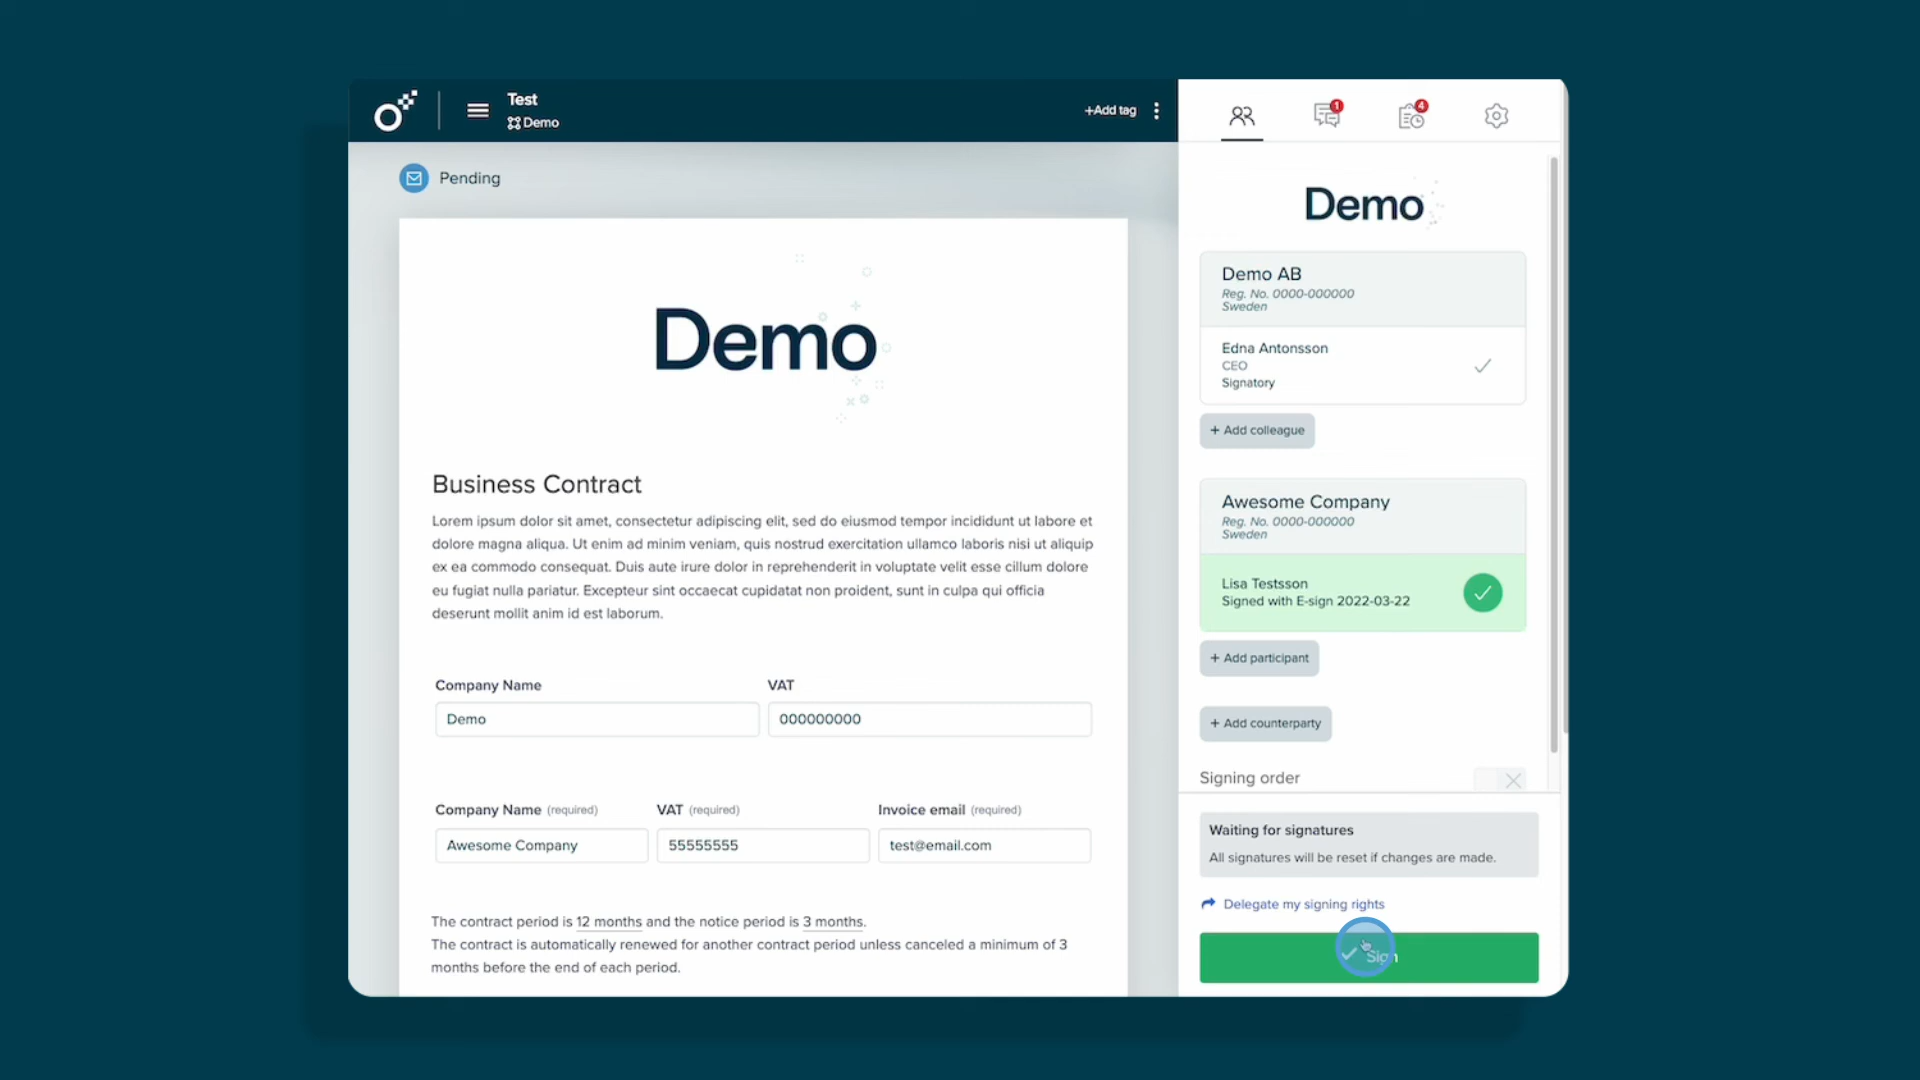 Test
Demo
+Add tag
1
4
Pending
Demo
Business Contract
Lorem ipsum dolor sit amet, consectetur adipiscing elit, sed do eiusmod tempor incididunt ut labore et
dolore magna aliqua. Ut enim ad minim veniam, quis nostrud exercitation ullamco laboris nisi ut aliquip
ex ea commodo consequat. Duis aute irure dolor in reprehenderit in voluptate velit esse cillum dolore
eu fugiat nulla pariatur. Excepteur sint occaecat cupidatat non proident, sunt in culpa qui officia
deserunt mollit anim id est laborum.
Company Name VAT
Demo 000000000
Company Name (required) VAT (required) Invoice email (required)
Awesome Company 55555555 test@email.com
The contract period is 12 months and the notice period is 3 months.
The contract is automatically renewed for another contract period unless canceled a minimum of 3
months before the end of each period.
Demo
Demo AB
Reg. No. 0000-000000
Sweden
Edna Antonsson
CEO
Signatory
+ Add colleague
Awesome Company
Reg. No. 0000-000000
Sweden
Lisa Testsson
Signed with E-sign 2022-03-22
+ Add participant
+ Add counterparty
Signing order
Waiting for signatures
All signatures will be reset if changes are made.
Delegate my signing rights
Sign